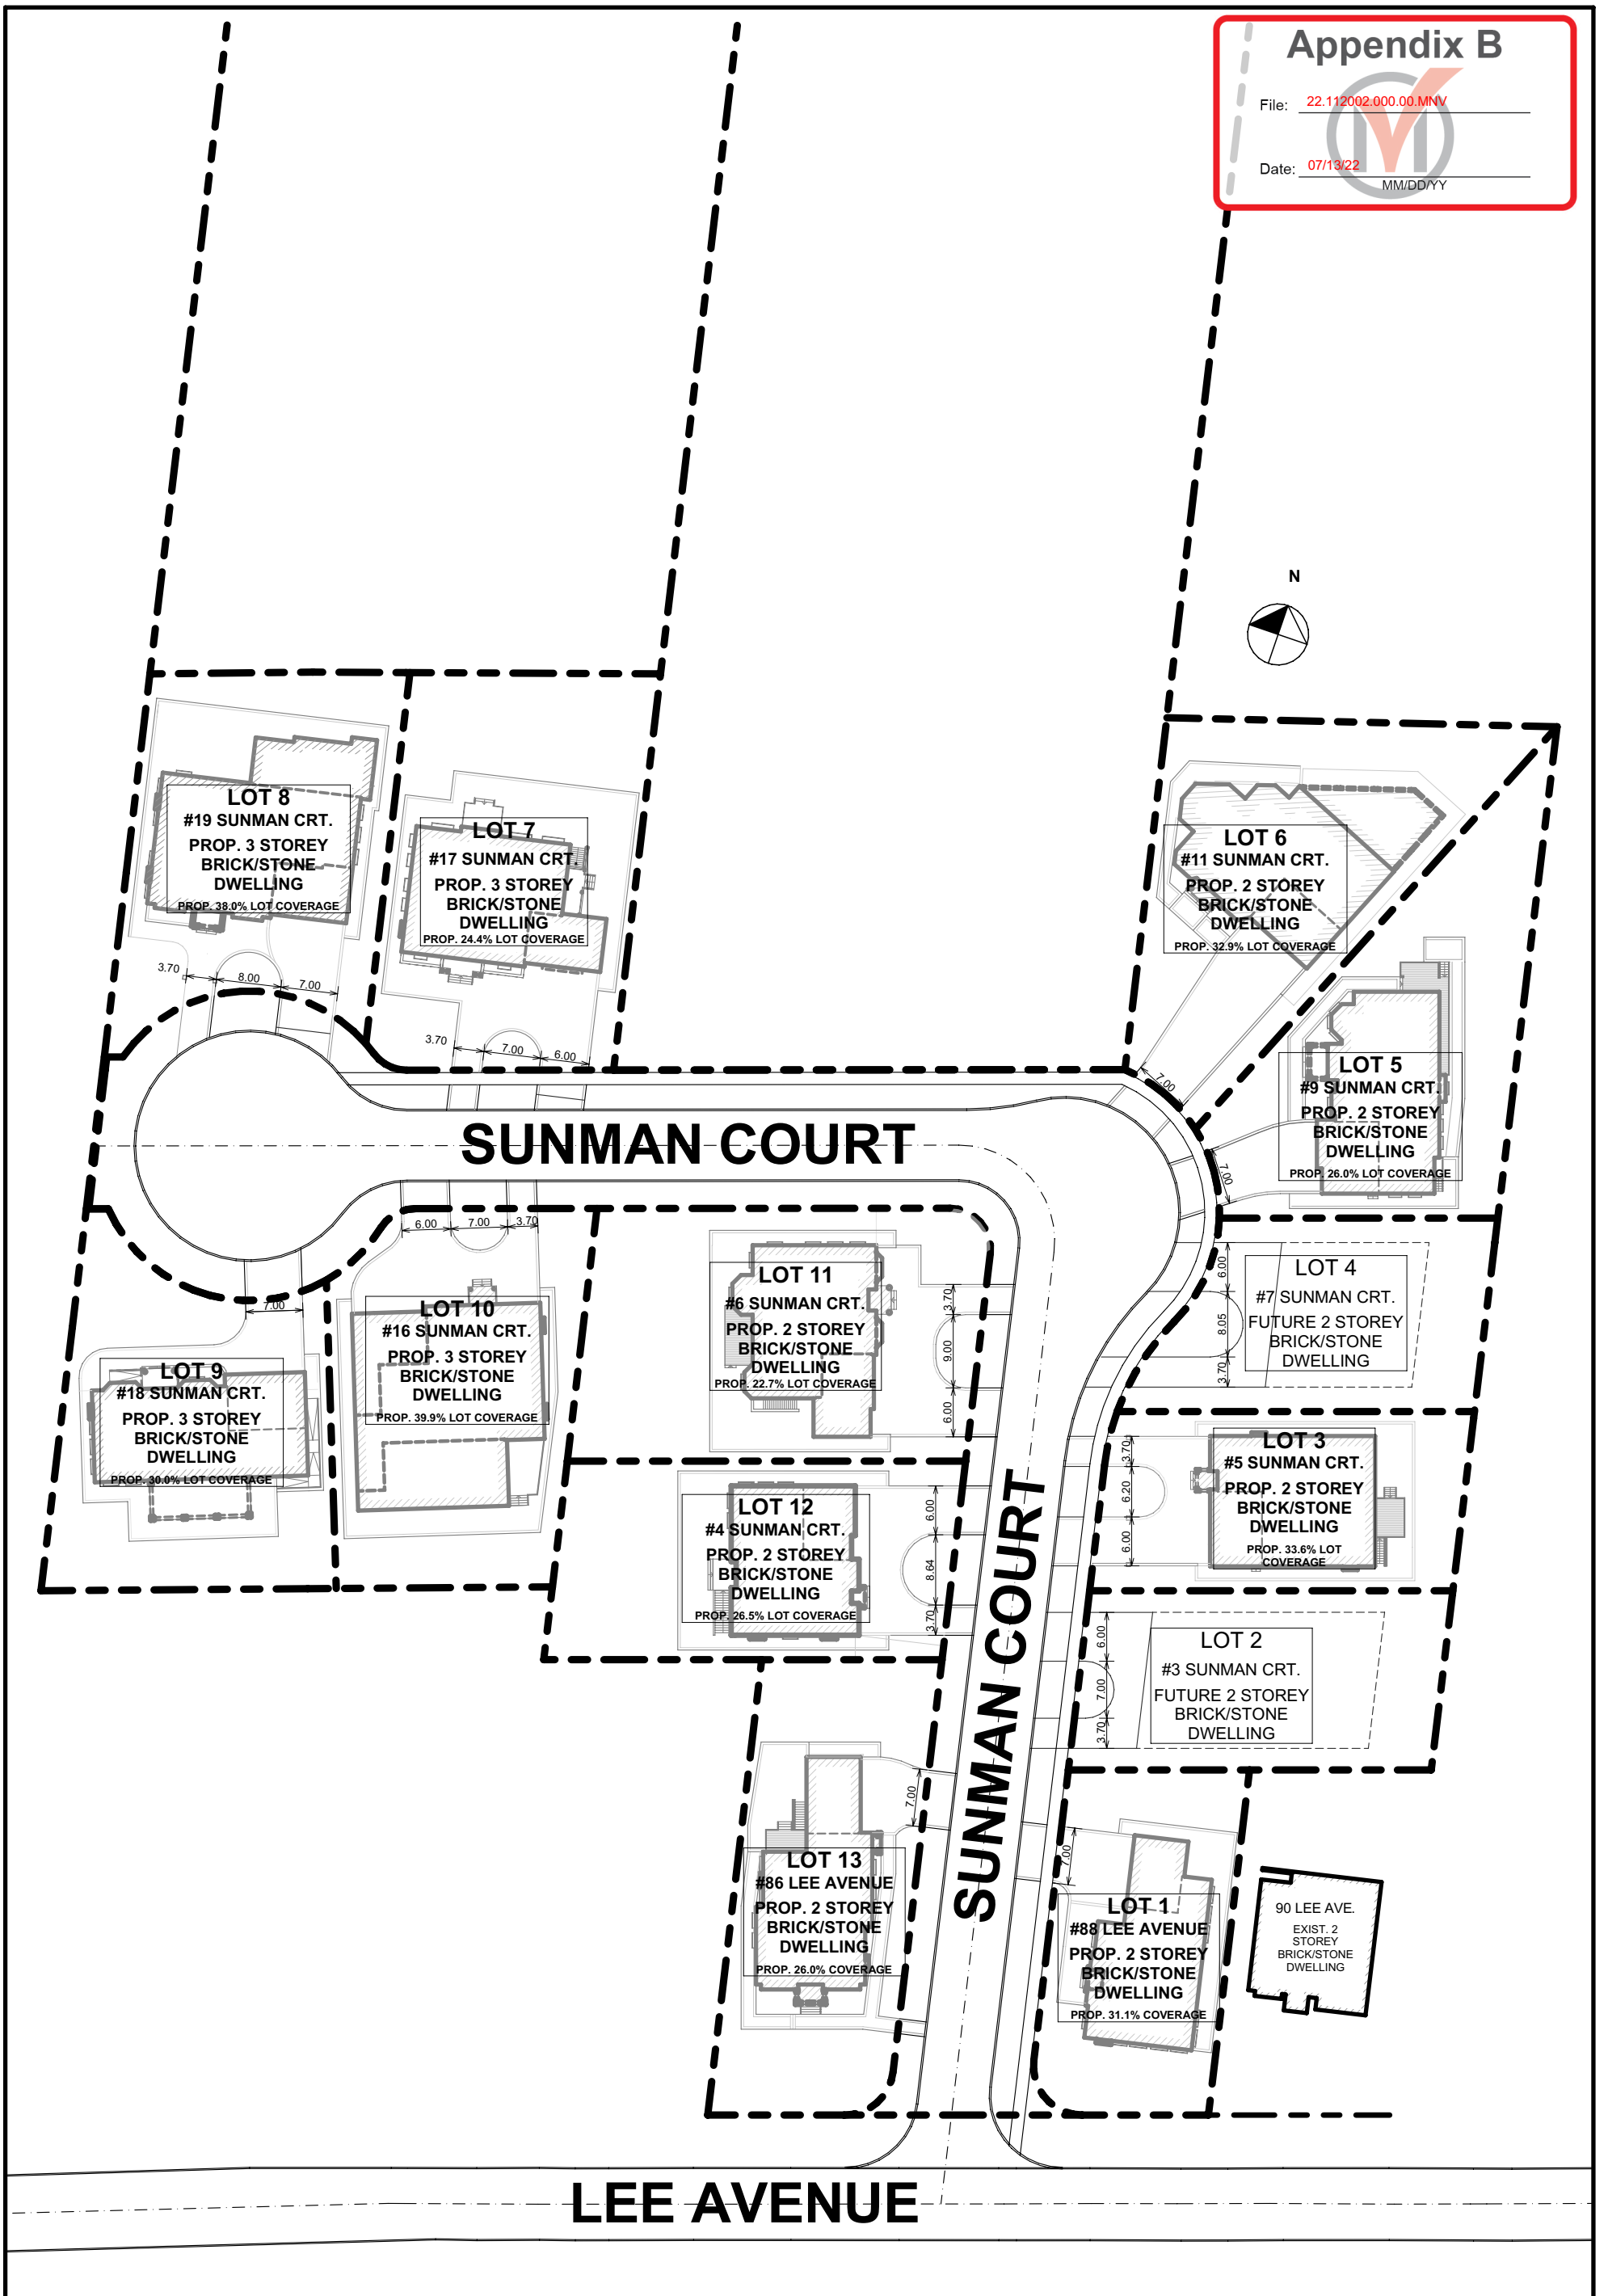 Appendix B
File: 22.112002.000.00.MNV
Date: 07/13/22
MM/DD/YY
N
LOT 8
#19 SUNMAN CRT.
PROP. 3 STOREY
BRICK/STONE
DWELLING
PROP. 38.0% LOT COVERAGE
3.70
8.00
7.00
LOT 7
#17 SUNMAN CRT.
PROP. 3 STOREY
BRICK/STONE
DWELLING
PROP. 24.4% LOT COVERAGE
3.70
7.00
6.00
LOT 6
#11 SUNMAN CRT.
PROP. 2 STOREY
BRICK/STONE
DWELLING
PROP. 32.9% LOT COVERAGE
7.00
LOT 5
#9 SUNMAN CRT.
PROP. 2 STOREY
BRICK/STONE
DWELLING
PROP. 26.0% LOT COVERAGE
7.00
SUNMAN COURT
6.00
7.00
3.70
7.00
LOT 11
#6 SUNMAN CRT.
PROP. 2 STOREY
BRICK/STONE
DWELLING
PROP. 22.7% LOT COVERAGE
3.70
9.00
6.00
LOT 4
#7 SUNMAN CRT.
FUTURE 2 STOREY
BRICK/STONE
DWELLING
6.00
8.05
3.70
LOT 10
#16 SUNMAN CRT.
PROP. 3 STOREY
BRICK/STONE
DWELLING
PROP. 39.9% LOT COVERAGE
LOT 9
#18 SUNMAN CRT.
PROP. 3 STOREY
BRICK/STONE
DWELLING
PROP. 30.0% LOT COVERAGE
LOT 3
#5 SUNMAN CRT.
PROP. 2 STOREY
BRICK/STONE
DWELLING
PROP. 33.6% LOT
COVERAGE
3.70
6.20
6.00
LOT 12
#4 SUNMAN CRT.
PROP. 2 STOREY
BRICK/STONE
DWELLING
PROP. 26.5% LOT COVERAGE
6.00
8.64
3.70
SUNMAN COURT
LOT 2
#3 SUNMAN CRT.
FUTURE 2 STOREY
BRICK/STONE
DWELLING
6.00
7.00
3.70
LOT 13
#86 LEE AVENUE
PROP. 2 STOREY
BRICK/STONE
DWELLING
PROP. 26.0% COVERAGE
7.00
LOT 1
#88 LEE AVENUE
PROP. 2 STOREY
BRICK/STONE
DWELLING
PROP. 31.1% COVERAGE
7.00
90 LEE AVE.
EXIST. 2
STOREY
BRICK/STONE
DWELLING
LEE AVENUE